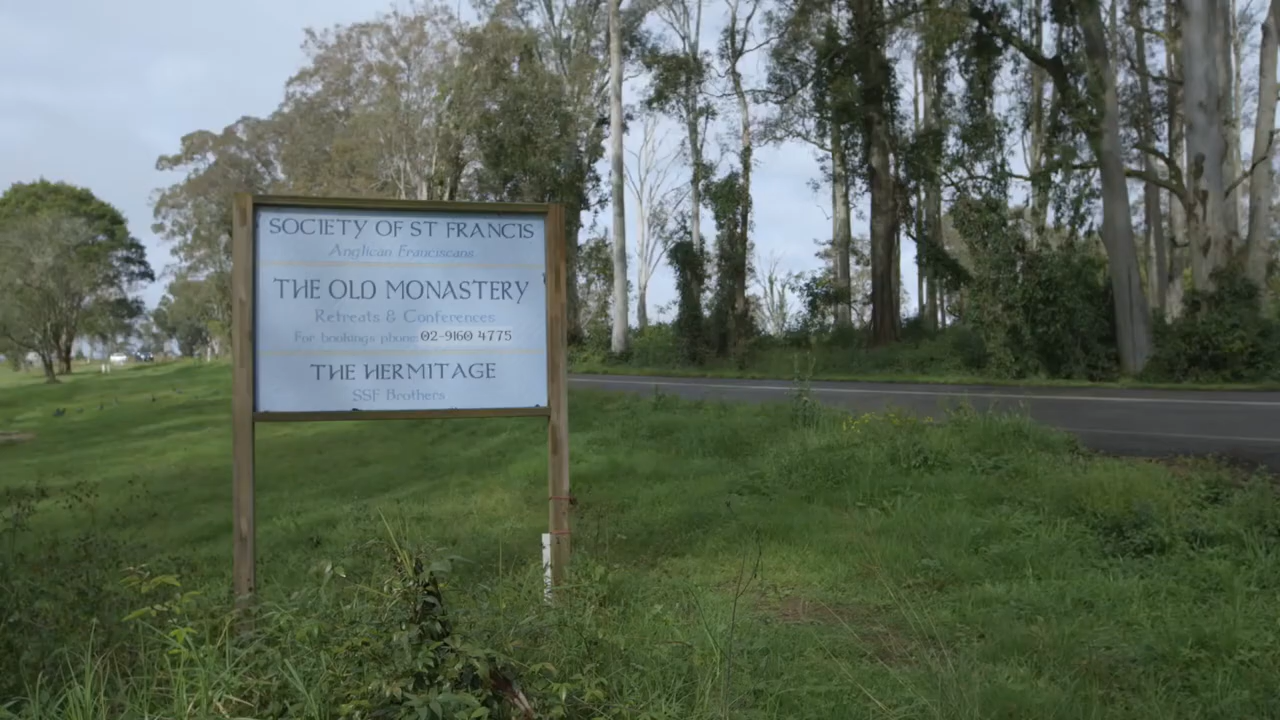 SOCIETY OF ST FRANCIS
Anglican Franciscans
THE OLD MONASTERY
Retreats & Conferences
For bookings phone 02-9160 4775
THE HERMITAGE
SSF Brothers